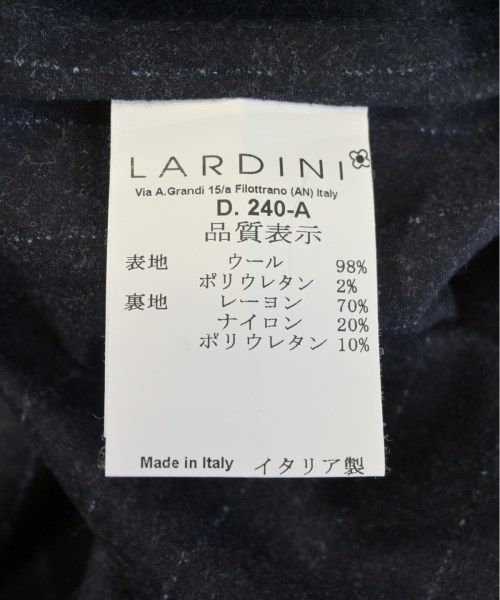 LARDINI
Via A.Grandi 15/a Filottrano (AN) Italy
D. 240-A
品質表示
表地 ウール 98%
ポリウレタン 2%
裏地 レーヨン 70%
ナイロン 20%
ポリウレタン 10%
Made in Italy イタリア製